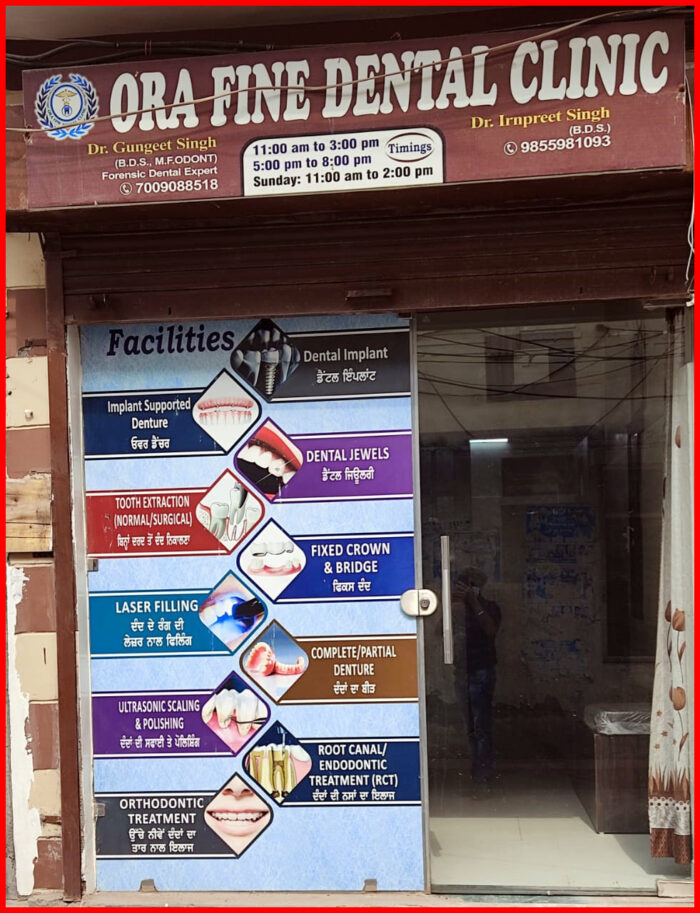 ORA FINE DENTAL CLINIC
Dr. Gungeet Singh
(B.D.S., M.F.ODONT)
Forensic Dental Expert
7009088518
11:00 am to 3:00 pm
5:00 pm to 8:00 pm
Timings
Sunday: 11:00 am to 2:00 pm
Dr. Irnpreet Singh
(B.D.S.)
9855981093
Facilities
Dental Implant
ਡੈਂਟਲ ਇੰਪਲਾਂਟ
Implant Supported
Denture
ਓਵਰ ਡੈਂਚਰ
DENTAL JEWELS
ਡੈਂਟਲ ਜਿਊਲਰੀ
TOOTH EXTRACTION
(NORMAL/SURGICAL)
ਬਿਨ੍ਹਾਂ ਦਰਦ ਤੋਂ ਦੰਦ ਨਿਕਾਲਣਾ
FIXED CROWN
& BRIDGE
ਫਿਕਸ ਦੰਦ
LASER FILLING
ਦੰਦ ਦੇ ਰੰਗ ਦੀ
ਲੇਜ਼ਰ ਨਾਲ ਫਿਲਿੰਗ
COMPLETE/PARTIAL
DENTURE
ਦੰਦਾਂ ਦਾ ਬੀੜ
ULTRASONIC SCALING
& POLISHING
ਦੰਦਾਂ ਦੀ ਸਫਾਈ ਤੇ ਪੋਲਿਸ਼ਿੰਗ
ROOT CANAL/
ENDODONTIC
TREATMENT (RCT)
ਦੰਦਾਂ ਦੀ ਨਸਾਂ ਦਾ ਇਲਾਜ
ORTHODONTIC
TREATMENT
ਉੱਚੇ ਨੀਵੇਂ ਦੰਦਾਂ ਦਾ
ਤਾਰ ਨਾਲ ਇਲਾਜ